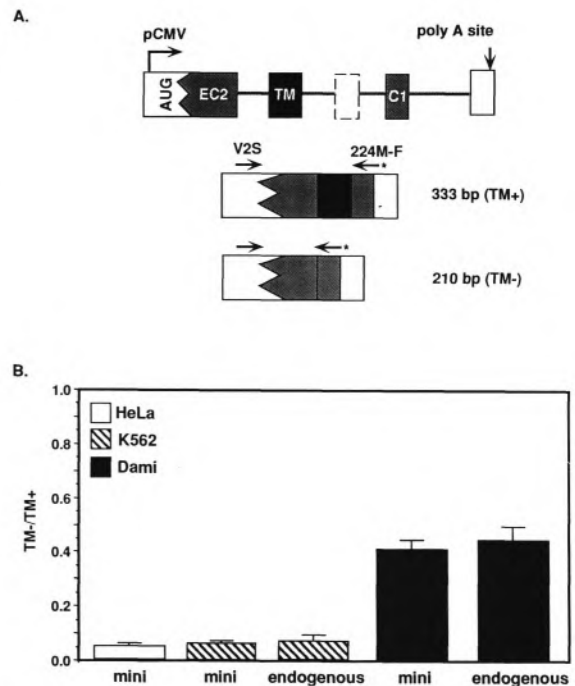 A.
pCMV
poly A site
AUG
EC2
TM
C1
V2S
224M-F
*
333 bp (TM+)
*
210 bp (TM-)
B.
1.0
0.8
0.6
0.4
0.2
0.0
TM-/TM+
HeLa
K562
Dami
mini
mini
endogenous
mini
endogenous